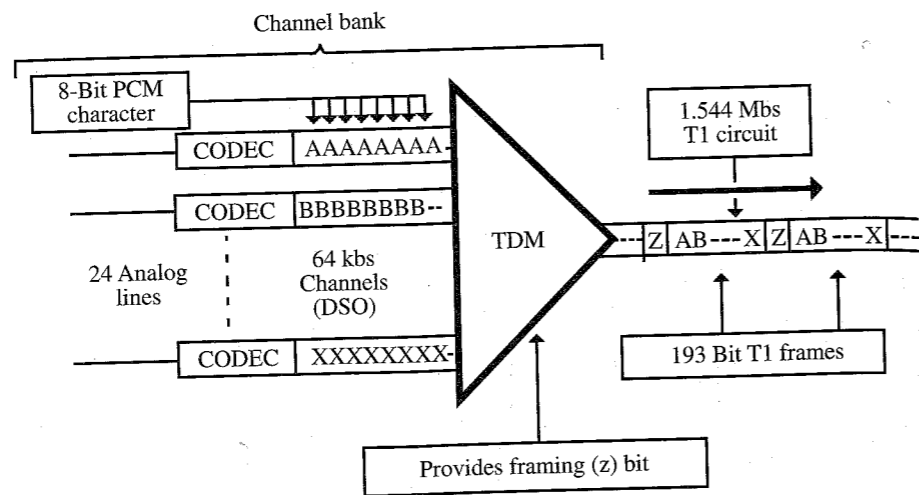 Channel bank
8-Bit PCM
character
1.544 Mbs
T1 circuit
CODEC AAAAAAAA-
CODEC BBBBBBBB--
TDM
----Z AB----X Z AB----X ----
24 Analog
lines
64 kbs
Channels
(DSO)
CODEC XXXXXXXX-
193 Bit T1 frames
Provides framing (z) bit